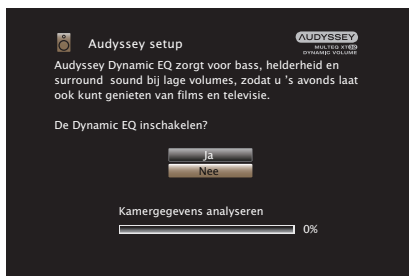 Audyssey setup
AUDYSSEY
MULTEQ XT32
DYNAMIC VOLUME
Audyssey Dynamic EQ zorgt voor bass, helderheid en
surround sound bij lage volumes, zodat u 's avonds laat
ook kunt genieten van films en televisie.
De Dynamic EQ inschakelen?
Ja
Nee
Kamergegevens analyseren
0%